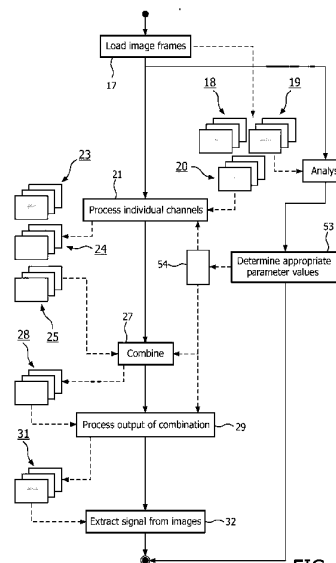 Load image frames
17
18
19
20
Analys
23
21
Process individual channels
24
53
54
Determine appropriate
parameter values
25
27
Combine
28
Process output of combination
29
31
Extract signal from images
32
FIG